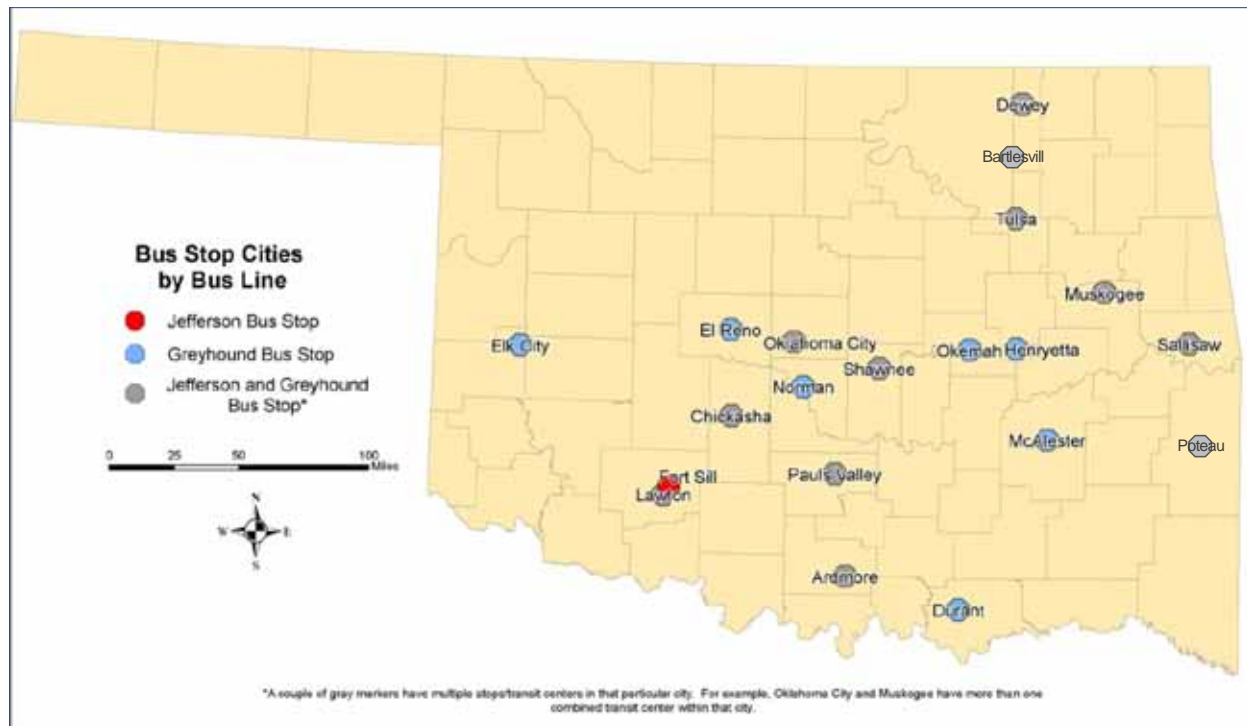 Dewey
Bartlesvill
Tulsa
Bus Stop Cities
by Bus Line
Jefferson Bus Stop
Greyhound Bus Stop
Jefferson and Greyhound
Bus Stop*
0 25 50 100
Miles
N
W E
S
Muskogee
El Reno
Oklahoma City
Elk City
Okemah
Henryetta
Salisaw
Shawnee
Norman
Chickasha
McAlester
Poteau
Fort Sill
Pauls Valley
Lawton
Ardmore
Durant
*A couple of gray markers have multiple stops/transit centers in that particular city. For example, Oklahoma City and Muskogee have more than one
combined transit center within that city.